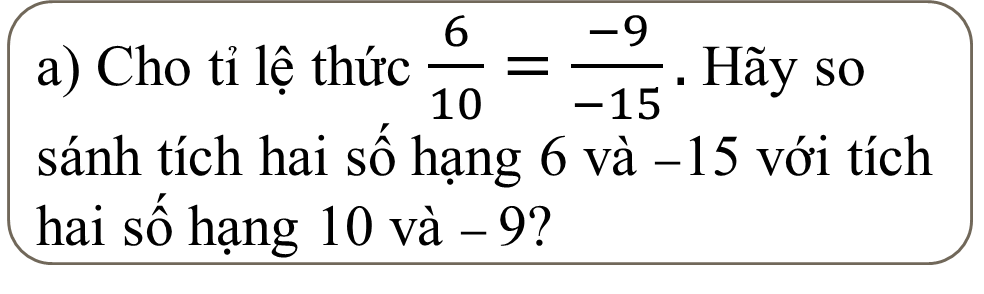 a) Cho tỉ lệ thức 6/10 = −9/−15 . Hãy so
sánh tích hai số hạng 6 và −15 với tích
hai số hạng 10 và − 9?